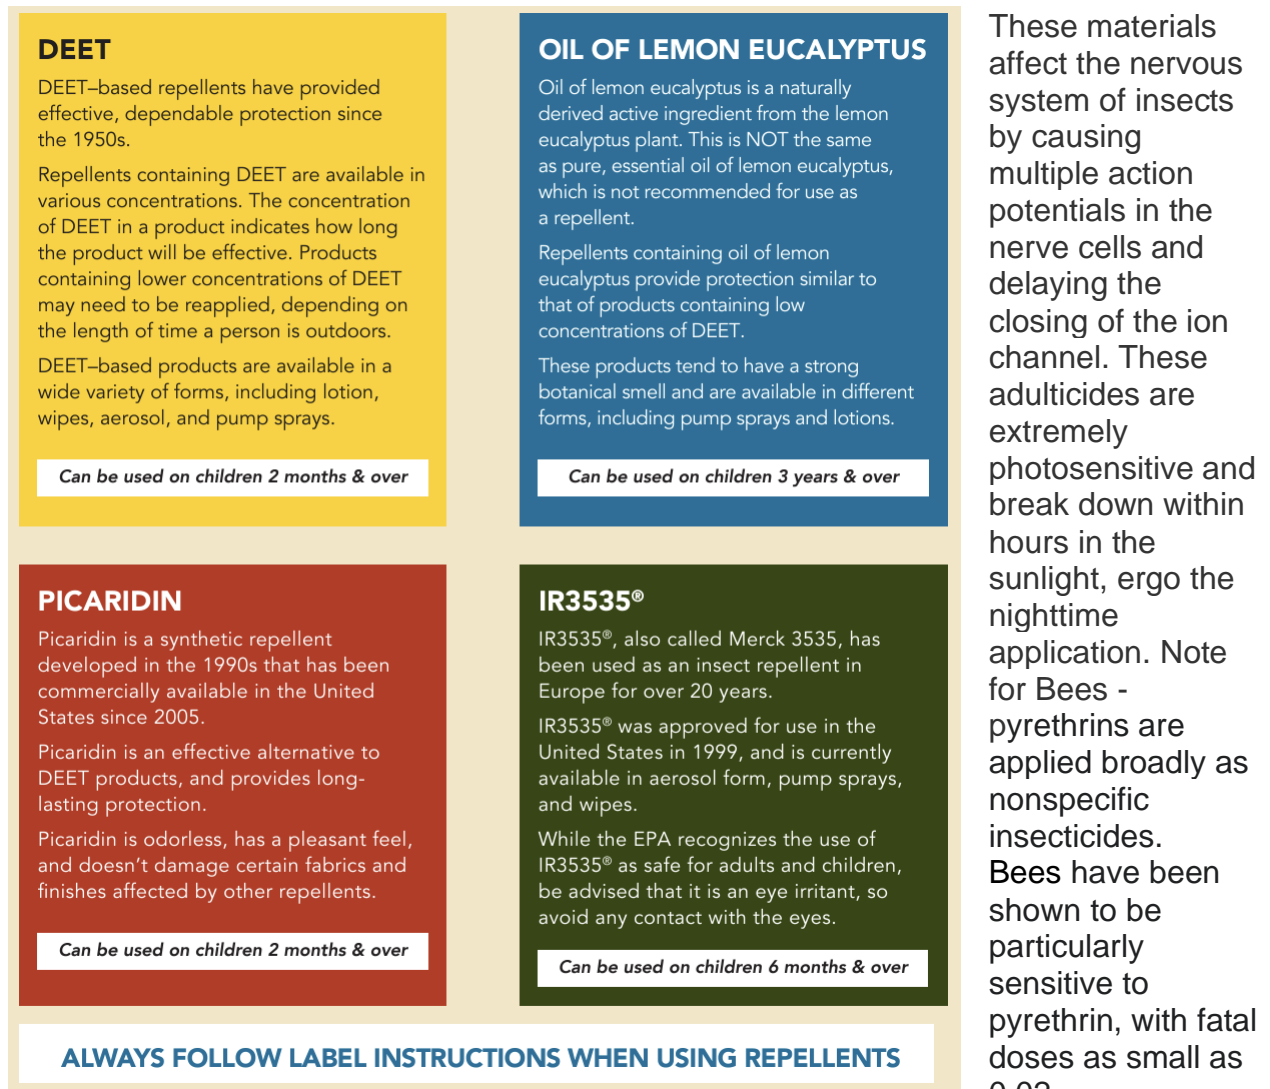 DEET
DEET–based repellents have provided
effective, dependable protection since
the 1950s.
Repellents containing DEET are available in
various concentrations. The concentration
of DEET in a product indicates how long
the product will be effective. Products
containing lower concentrations of DEET
may need to be reapplied, depending on
the length of time a person is outdoors.
DEET–based products are available in a
wide variety of forms, including lotion,
wipes, aerosol, and pump sprays.
Can be used on children 2 months & over
OIL OF LEMON EUCALYPTUS
Oil of lemon eucalyptus is a naturally
derived active ingredient from the lemon
eucalyptus plant. This is NOT the same
as pure, essential oil of lemon eucalyptus,
which is not recommended for use as
a repellent.
Repellents containing oil of lemon
eucalyptus provide protection similar to
that of products containing low
concentrations of DEET.
These products tend to have a strong
botanical smell and are available in different
forms, including pump sprays and lotions.
Can be used on children 3 years & over
PICARIDIN
Picaridin is a synthetic repellent
developed in the 1990s that has been
commercially available in the United
States since 2005.
Picaridin is an effective alternative to
DEET products, and provides long-
lasting protection.
Picaridin is odorless, has a pleasant feel,
and doesn’t damage certain fabrics and
finishes affected by other repellents.
Can be used on children 2 months & over
IR3535®
IR3535®, also called Merck 3535, has
been used as an insect repellent in
Europe for over 20 years.
IR3535® was approved for use in the
United States in 1999, and is currently
available in aerosol form, pump sprays,
and wipes.
While the EPA recognizes the use of
IR3535® as safe for adults and children,
be advised that it is an eye irritant, so
avoid any contact with the eyes.
Can be used on children 6 months & over
ALWAYS FOLLOW LABEL INSTRUCTIONS WHEN USING REPELLENTS
These materials
affect the nervous
system of insects
by causing
multiple action
potentials in the
nerve cells and
delaying the
closing of the ion
channel. These
adulticides are
extremely
photosensitive and
break down within
hours in the
sunlight, ergo the
nighttime
application. Note
for Bees -
pyrethrins are
applied broadly as
nonspecific
insecticides.
Bees have been
shown to be
particularly
sensitive to
pyrethrin, with fatal
doses as small as